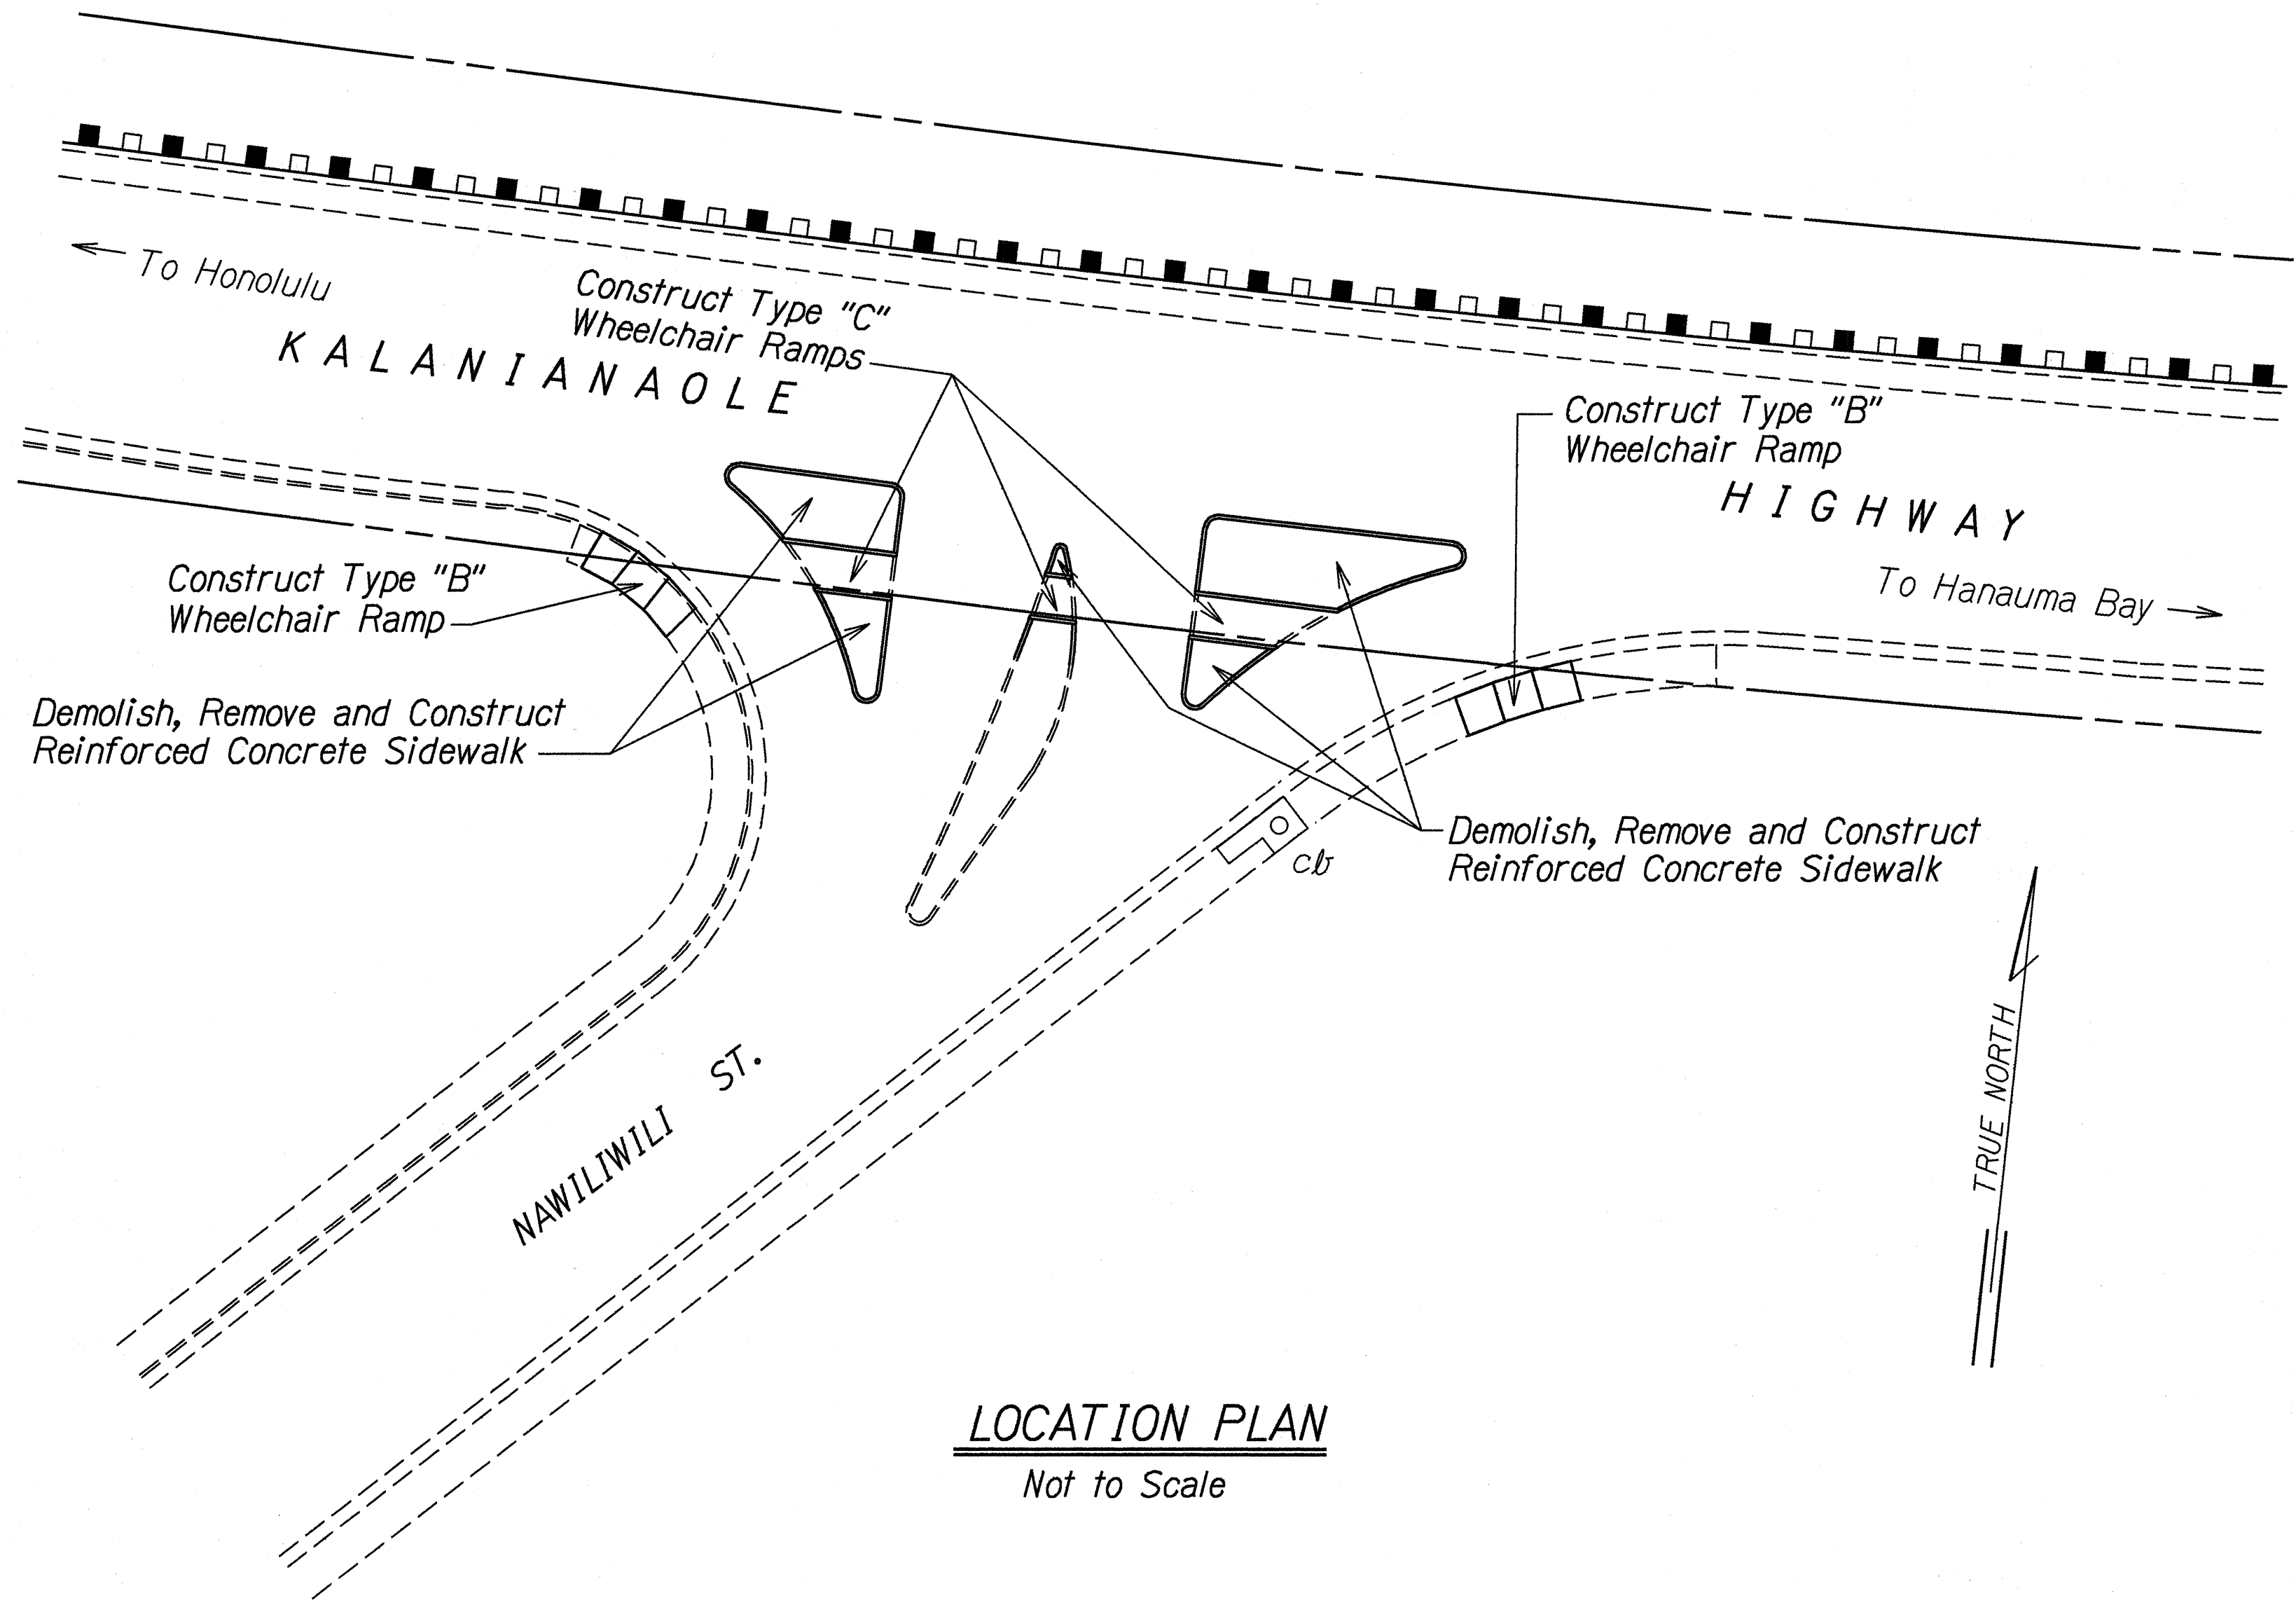 To Honolulu
Construct Type "C"
Wheelchair Ramps
KALANIANAOLE
Construct Type "B"
Wheelchair Ramp
HIGHWAY
To Hanauma Bay
Construct Type "B"
Wheelchair Ramp
Demolish, Remove and Construct
Reinforced Concrete Sidewalk
Demolish, Remove and Construct
Reinforced Concrete Sidewalk
cb
NAWILIWILI ST.
TRUE NORTH
LOCATION PLAN
Not to Scale